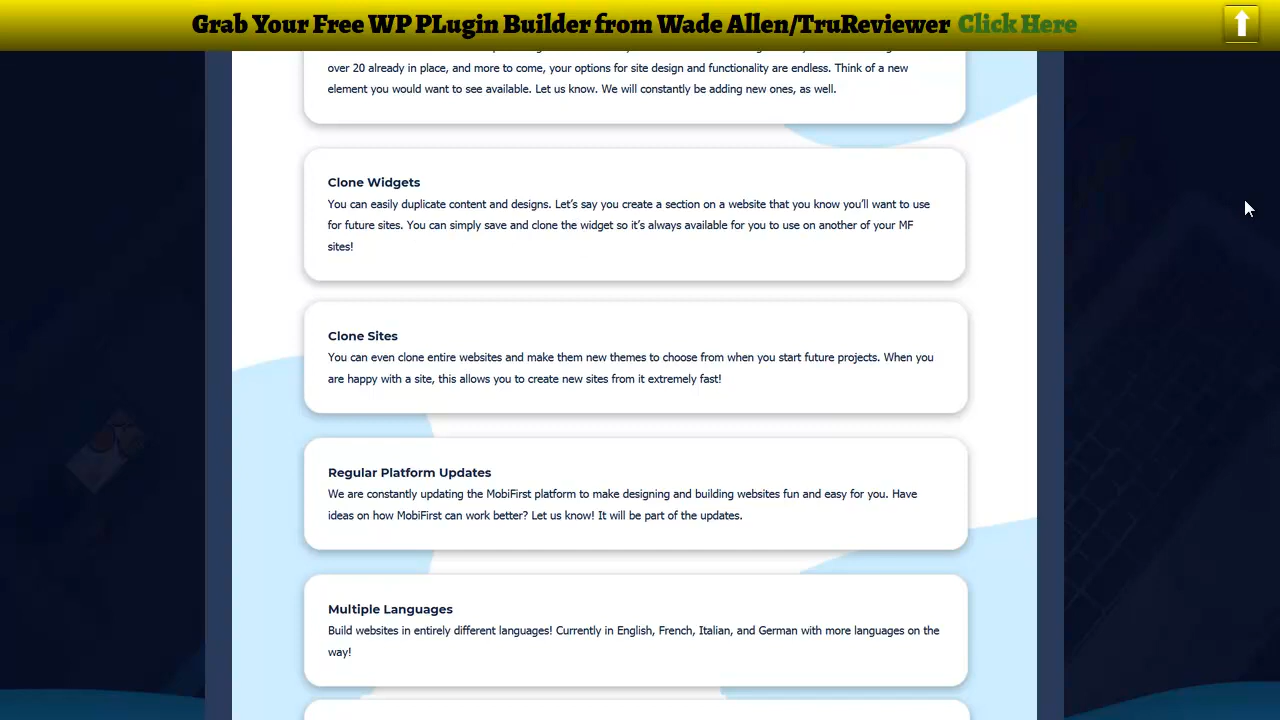 Grab Your Free WP PLugin Builder from Wade Allen/TruReviewer Click Here
over 20 already in place, and more to come, your options for site design and functionality are endless. Think of a new
element you would want to see available. Let us know. We will constantly be adding new ones, as well.
Clone Widgets
You can easily duplicate content and designs. Let's say you create a section on a website that you know you'll want to use
for future sites. You can simply save and clone the widget so it's always available for you to use on another of your MF
sites!
Clone Sites
You can even clone entire websites and make them new themes to choose from when you start future projects. When you
are happy with a site, this allows you to create new sites from it extremely fast!
Regular Platform Updates
We are constantly updating the MobiFirst platform to make designing and building websites fun and easy for you. Have
ideas on how MobiFirst can work better? Let us know! It will be part of the updates.
Multiple Languages
Build websites in entirely different languages! Currently in English, French, Italian, and German with more languages on the
way!